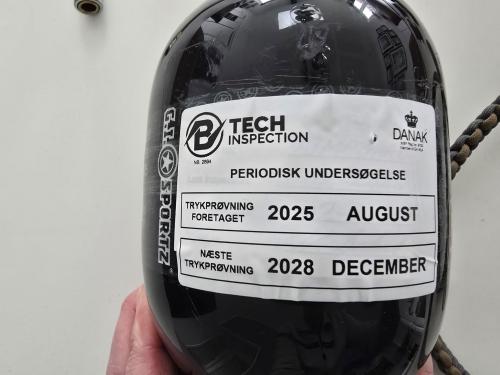 TECH
INSPECTION
DANAK
PERIODISK UNDERSØGELSE
TRYKPRØVNING
FORETAGET
2025 AUGUST
NÆSTE
TRYKPRØVNING
2028 DECEMBER
G.I. SPORTZ